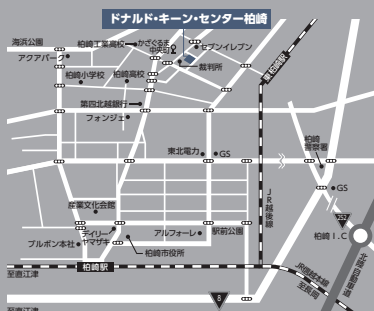 ドナルド・キーン・センター柏崎
海浜公園
柏崎工業高校
かざぐるま
中央町
セブンイレブン
アクアパーク
裁判所
柏崎小学校
柏崎高校
東柏崎駅
第四北越銀行
フォンジェ
東北電力
GS
柏崎
警察署
GS
JR越後線
産業文化会館
252
デイリー
ヤマザキ
アルフォーレ
駅前公園
柏崎I.C
ブルボン本社
柏崎市役所
北陸自動車道
至直江津
柏崎駅
JR信越本線
至長岡
8
至直江津